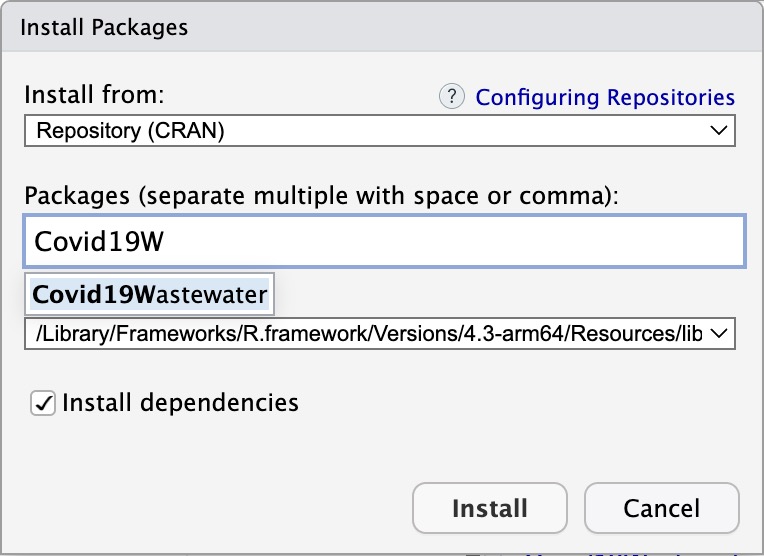 Install Packages
Install from:
? Configuring Repositories
Repository (CRAN)
Packages (separate multiple with space or comma):
Covid19W
Covid19Wastewater
/Library/Frameworks/R.framework/Versions/4.3-arm64/Resources/lib
Install dependencies
Install
Cancel